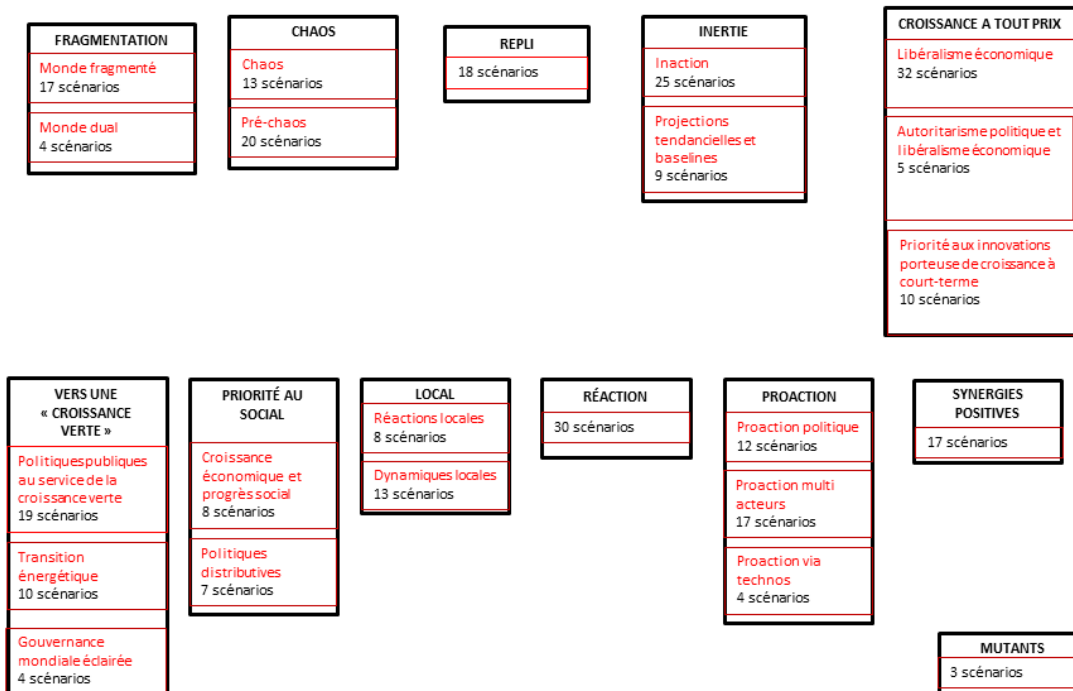 FRAGMENTATION
Monde fragmenté
17 scénarios
Monde dual
4 scénarios
CHAOS
Chaos
13 scénarios
Pré-chaos
20 scénarios
REPLI
18 scénarios
INERTIE
Inaction
25 scénarios
Projections
tendancielles et
baselines
9 scénarios
CROISSANCE A TOUT PRIX
Libéralisme économique
32 scénarios
Autoritarisme politique et
libéralisme économique
5 scénarios
Priorité aux innovations
porteuse de croissance à
court-terme
10 scénarios
VERS UNE
« CROISSANCE
VERTE »
Politiques publiques
au service de la
croissance verte
19 scénarios
Transition
énergétique
10 scénarios
Gouvernance
mondiale éclairée
4 scénarios
PRIORITÉ AU
SOCIAL
Croissance
économique et
progrès social
8 scénarios
Politiques
distributives
7 scénarios
LOCAL
Réactions locales
8 scénarios
Dynamiques locales
13 scénarios
RÉACTION
30 scénarios
PROACTION
Proaction politique
12 scénarios
Proaction multi
acteurs
17 scénarios
Proaction via
technos
4 scénarios
SYNERGIES
POSITIVES
17 scénarios
MUTANTS
3 scénarios